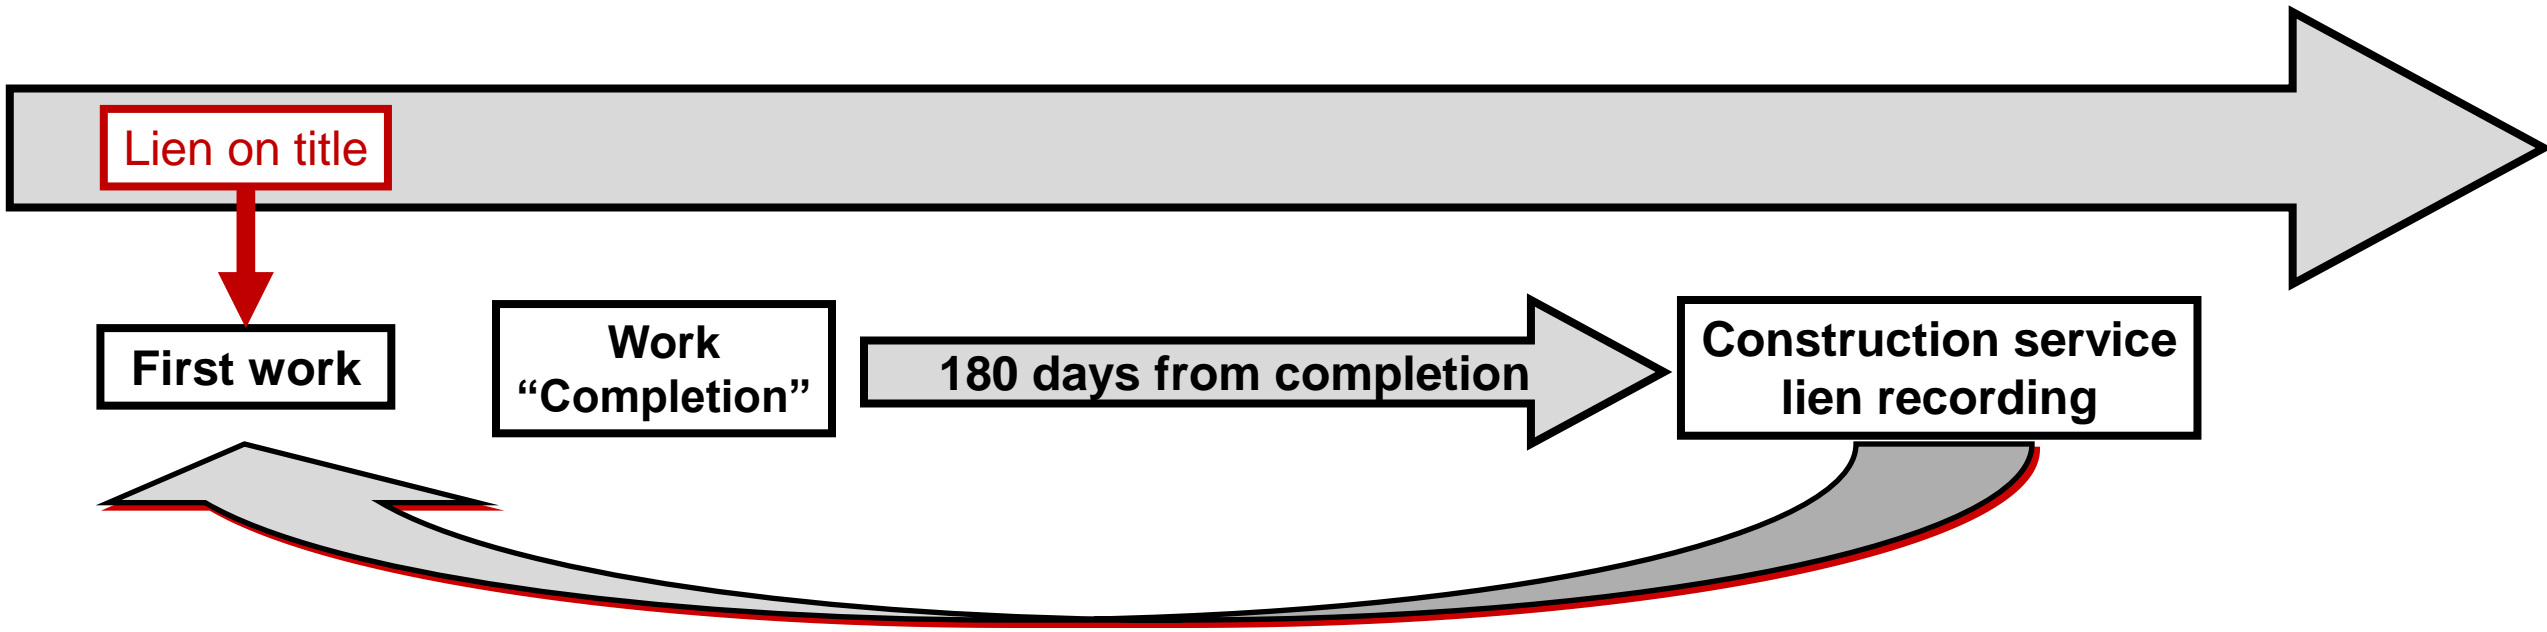 Lien on title
First work
Work
“Completion”
180 days from completion
Construction service
lien recording